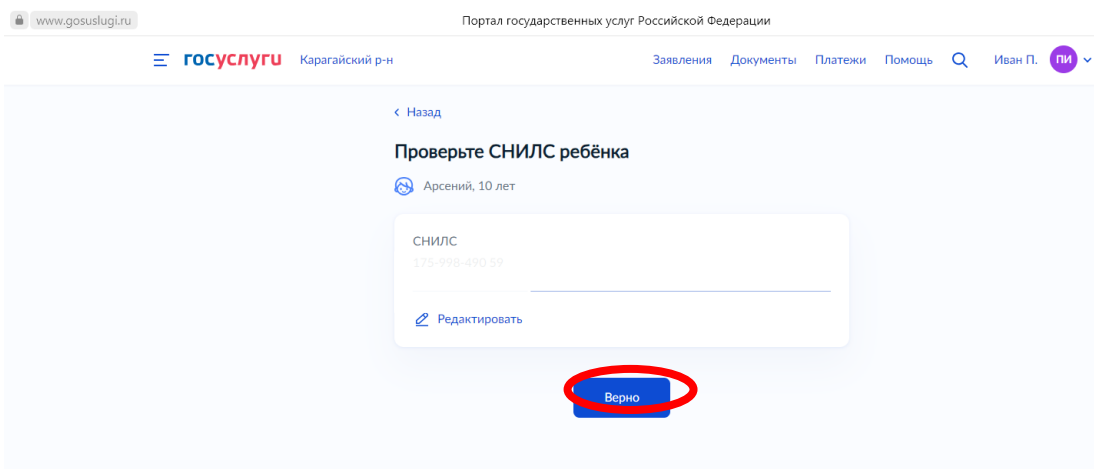 www.gosuslugi.ru Портал государственных услуг Российской Федерации
госуслуги Карагайский р-н Заявления Документы Платежи Помощь Иван П. ПИ
Назад
Проверьте СНИЛС ребёнка
Арсений, 10 лет
СНИЛС
175-998-490 59
Редактировать
Верно